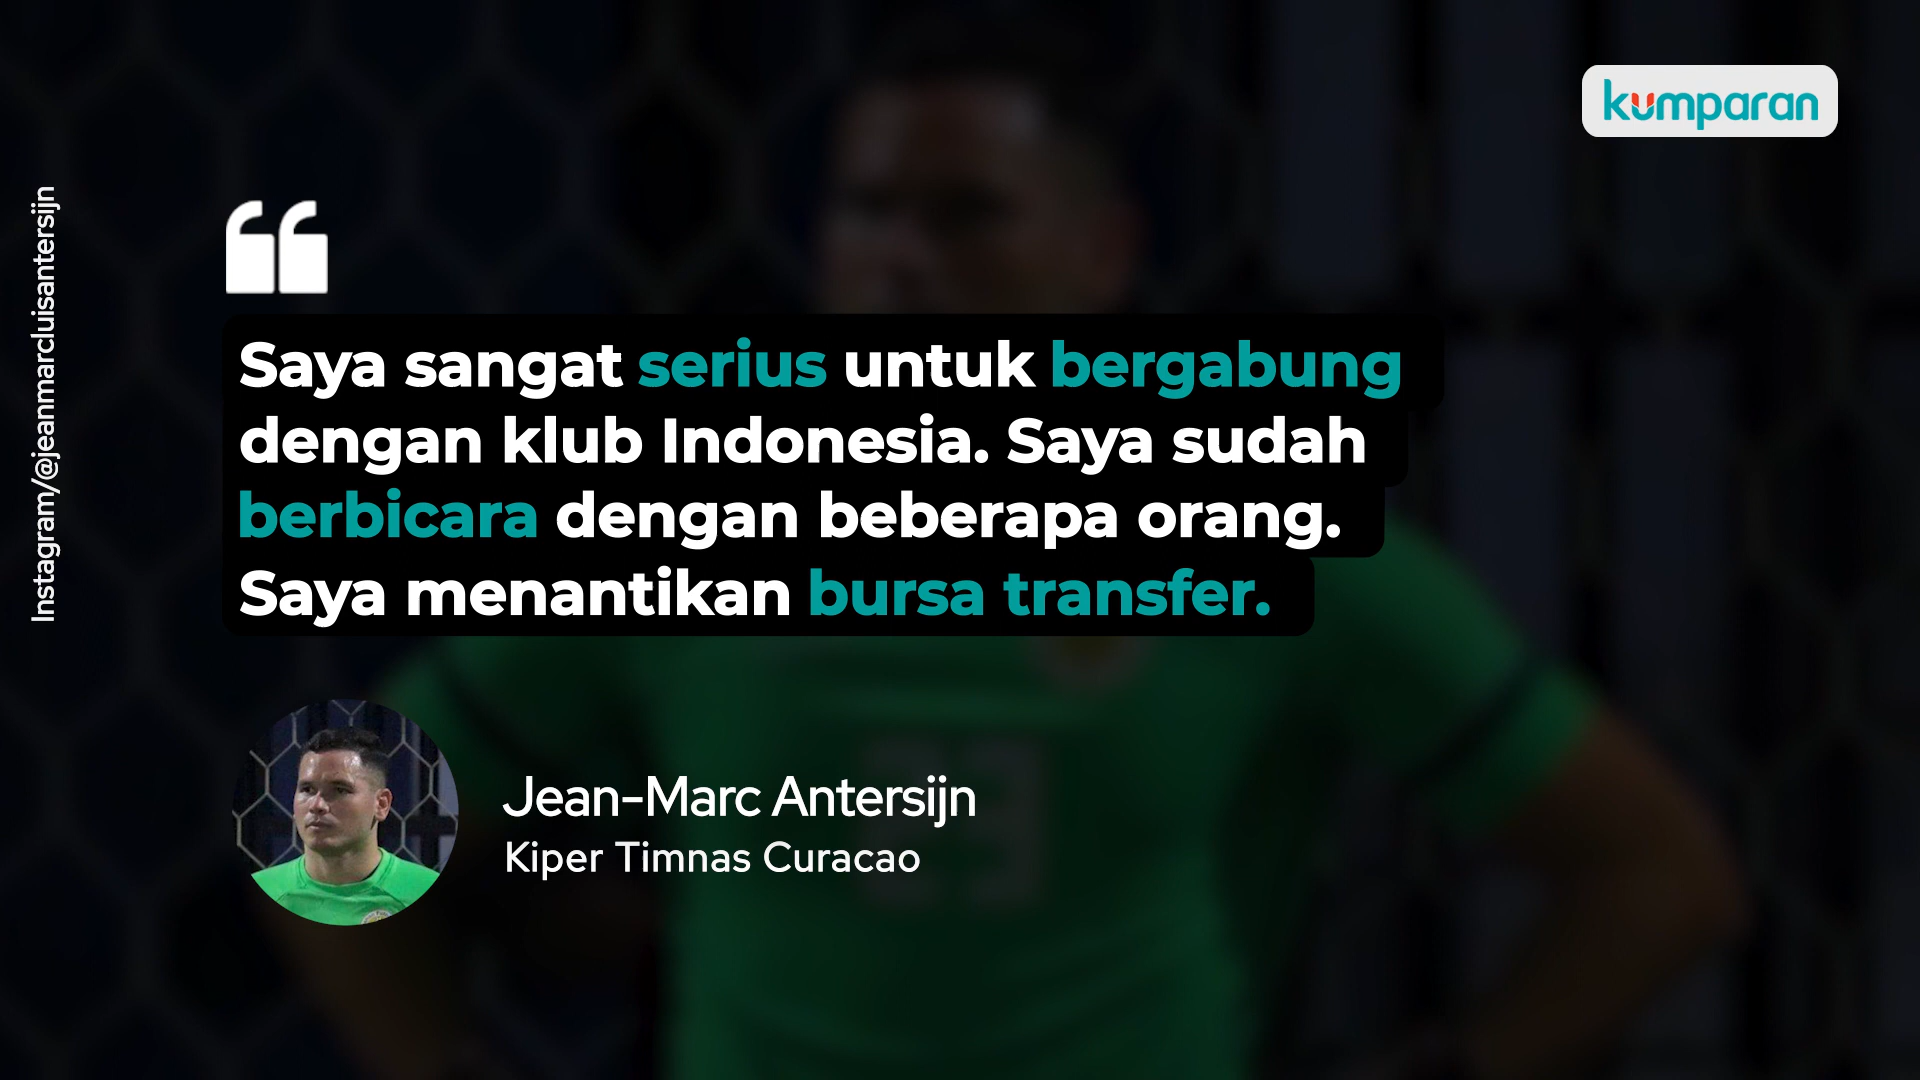 kumparan
Instagram/@jeanmarcluisantersijn
Saya sangat serius untuk bergabung
dengan klub Indonesia. Saya sudah
berbicara dengan beberapa orang.
Saya menantikan bursa transfer.
Jean-Marc Antersijn
Kiper Timnas Curacao
23